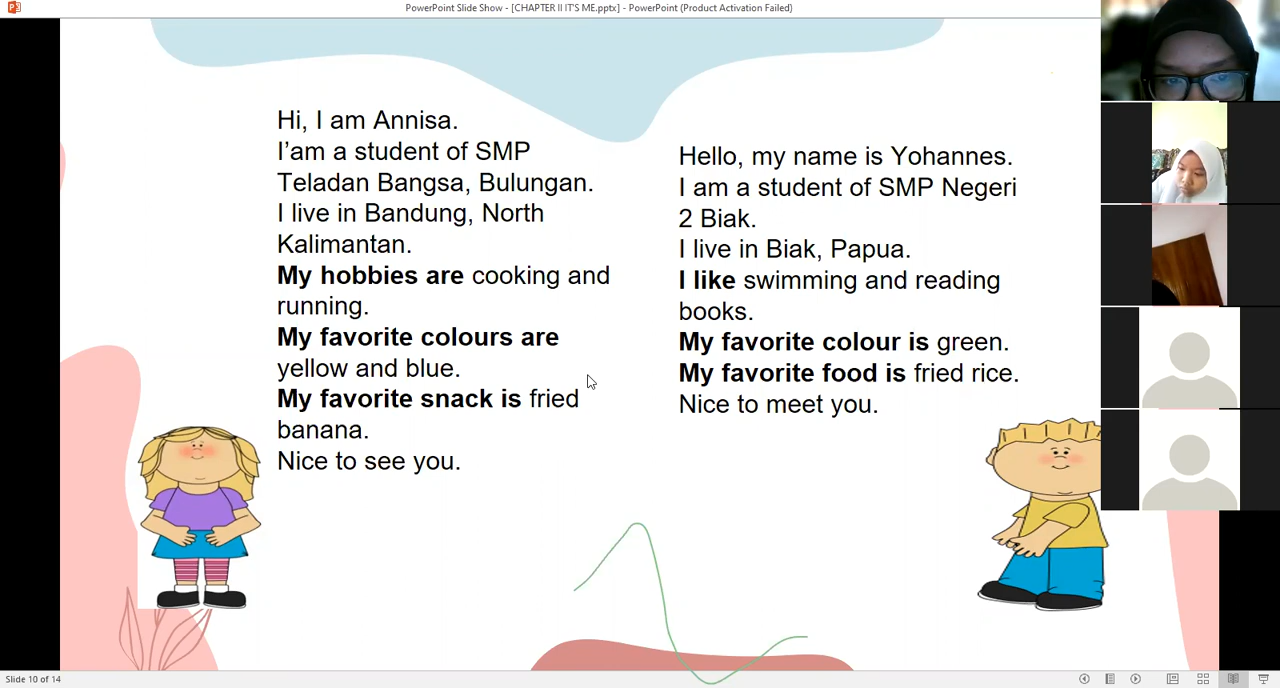 PowerPoint Slide Show - [CHAPTER II IT'S ME.pptx] - PowerPoint (Product Activation Failed)
Hi, I am Annisa.
I’am a student of SMP
Teladan Bangsa, Bulungan.
I live in Bandung, North
Kalimantan.
My hobbies are cooking and
running.
My favorite colours are
yellow and blue.
My favorite snack is fried
banana.
Nice to see you.
Hello, my name is Yohannes.
I am a student of SMP Negeri
2 Biak.
I live in Biak, Papua.
I like swimming and reading
books.
My favorite colour is green.
My favorite food is fried rice.
Nice to meet you.
Slide 10 of 14